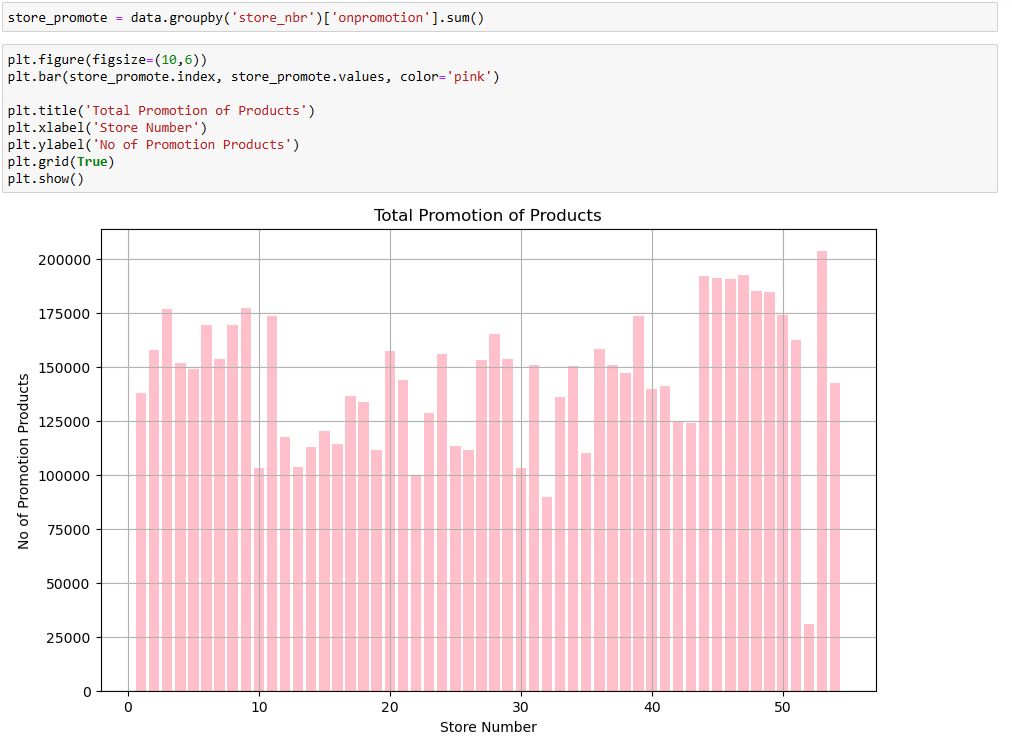 store_promote = data.groupby('store_nbr')['onpromotion'].sum()
plt.figure(figsize=(10,6))
plt.bar(store_promote.index, store_promote.values, color='pink')
plt.title('Total Promotion of Products')
plt.xlabel('Store Number')
plt.ylabel('No of Promotion Products')
plt.grid(True)
plt.show()
Total Promotion of Products
200000
175000
150000
125000
100000
75000
50000
25000
0
No of Promotion Products
0 10 20 30 40 50
Store Number